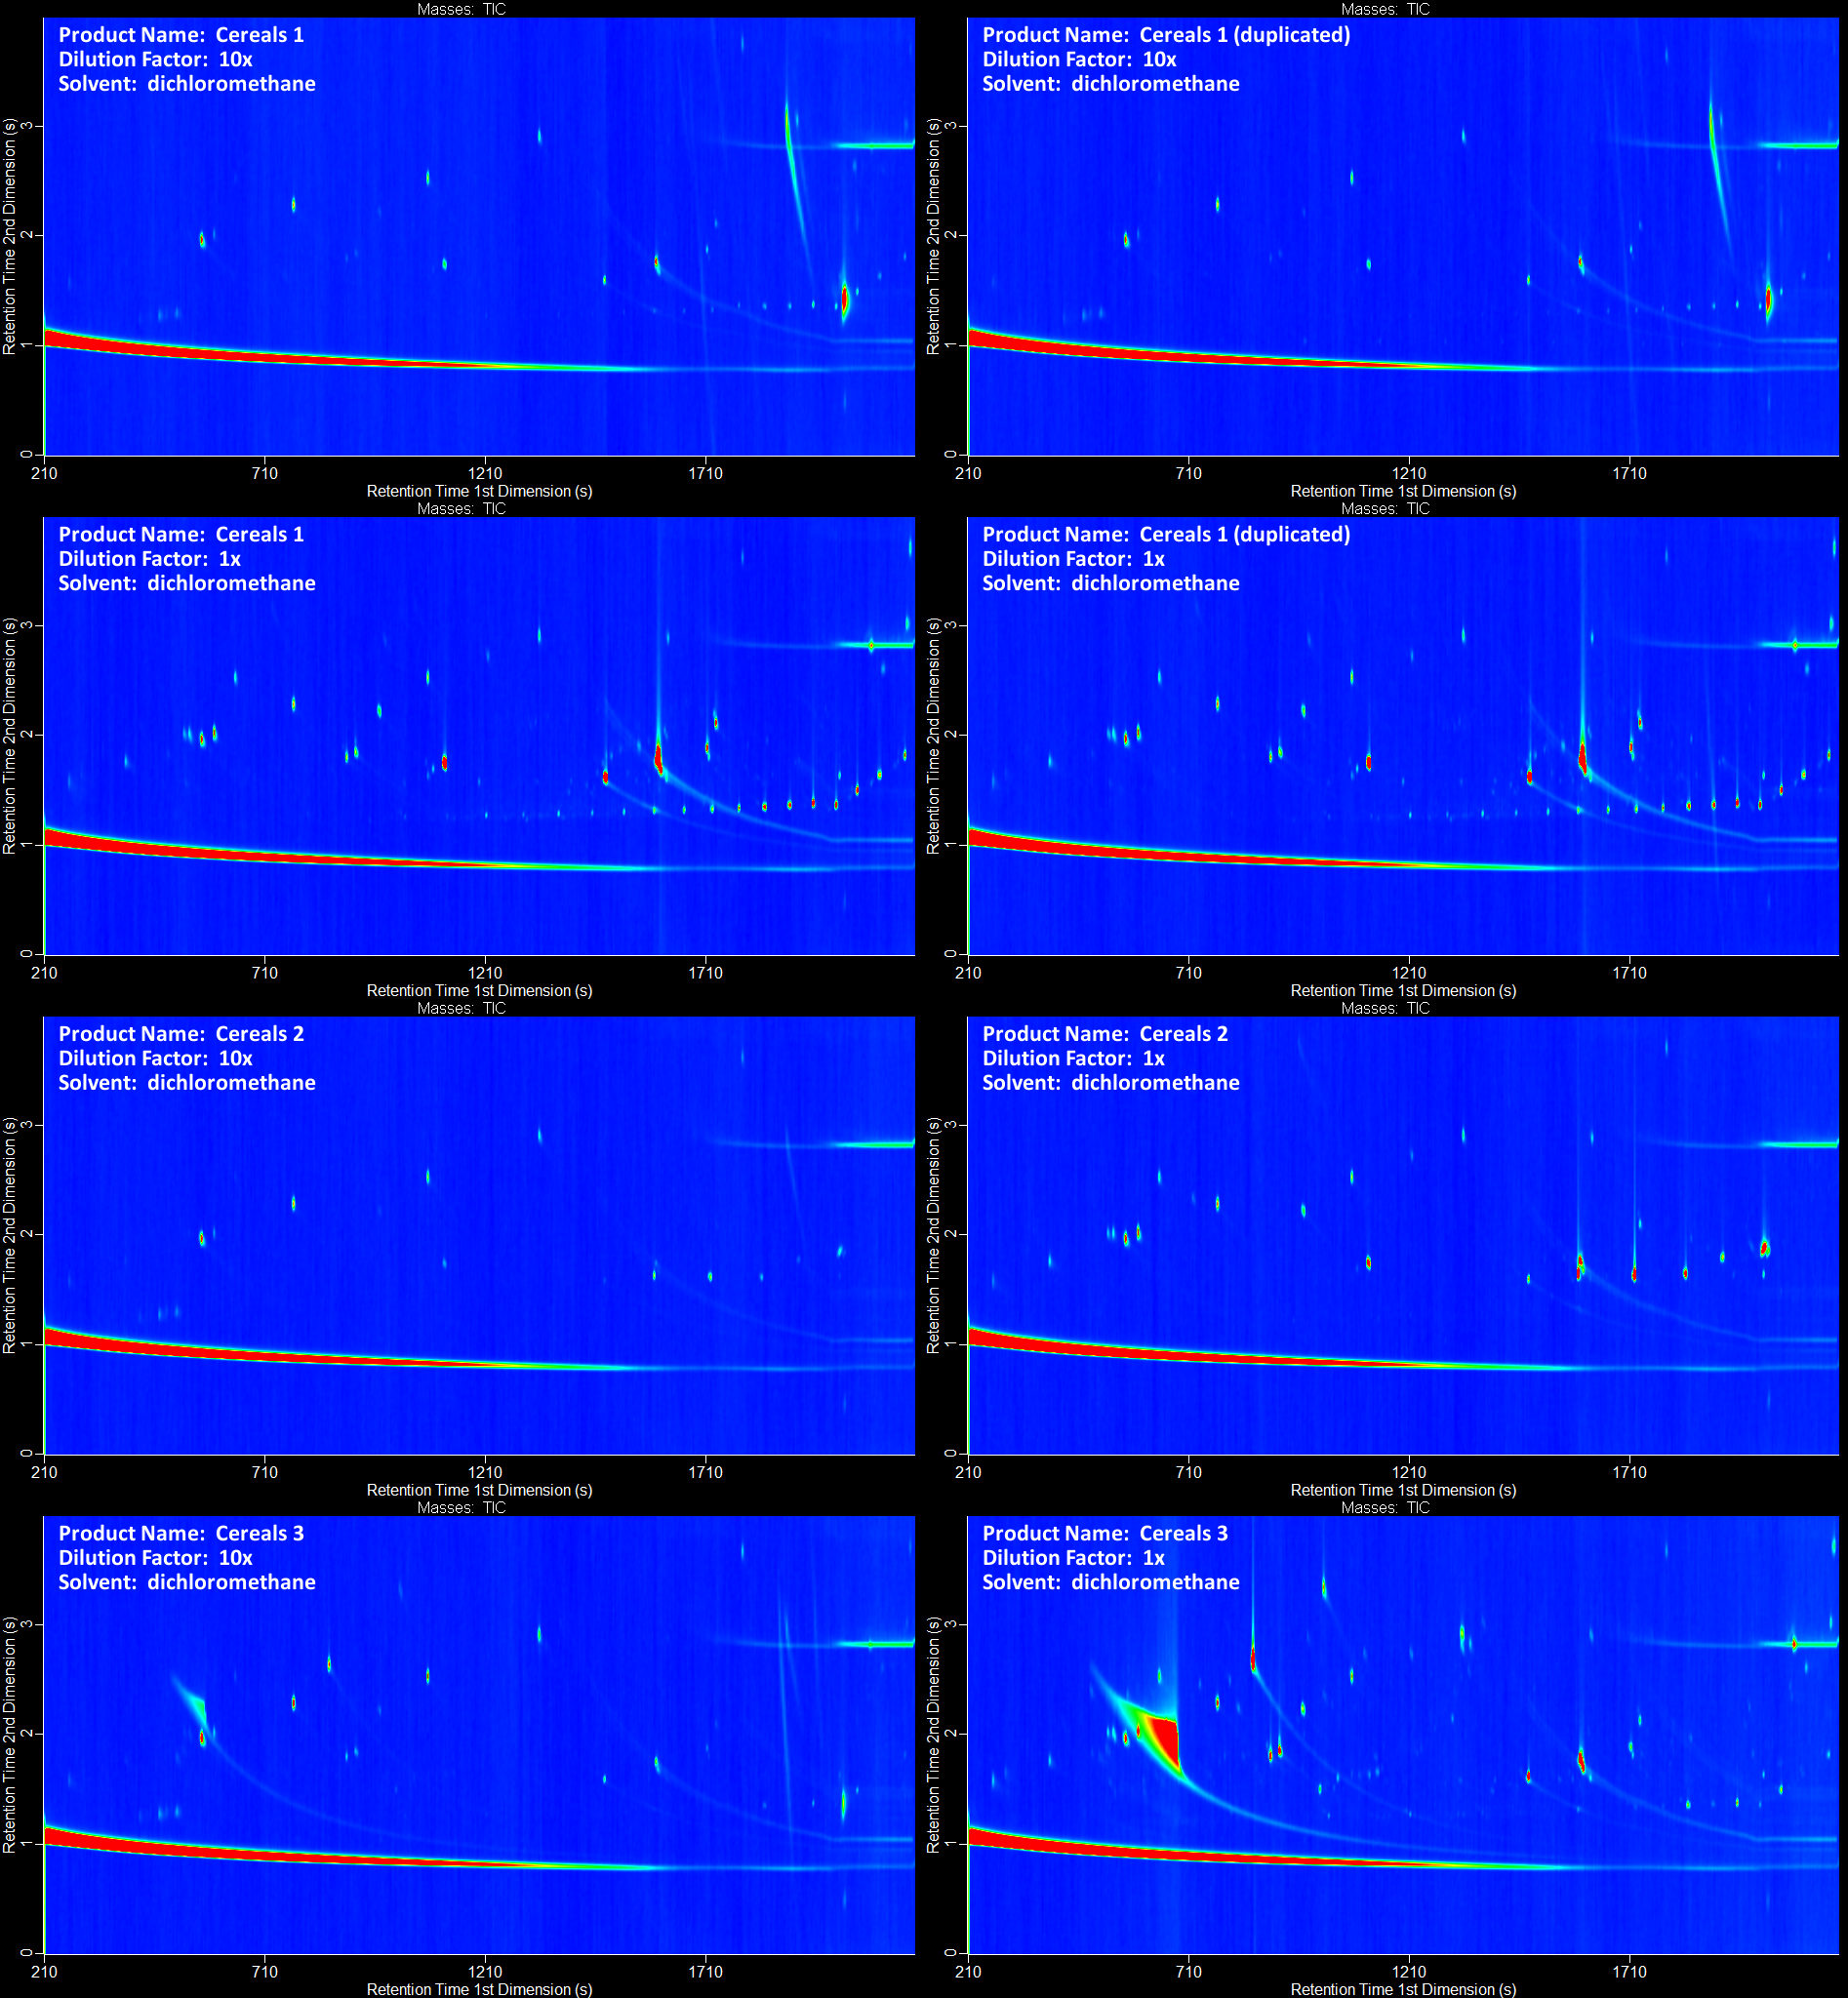 Masses: TIC
Product Name: Cereals 1
Dilution Factor: 10x
Solvent: dichloromethane
Retention Time 2nd Dimension (s)
3
2
1
0
210 710 1210 1710
Retention Time 1st Dimension (s)
Masses: TIC
Product Name: Cereals 1 (duplicated)
Dilution Factor: 10x
Solvent: dichloromethane
Retention Time 2nd Dimension (s)
3
2
1
0
210 710 1210 1710
Retention Time 1st Dimension (s)
Masses: TIC
Product Name: Cereals 1
Dilution Factor: 1x
Solvent: dichloromethane
Retention Time 2nd Dimension (s)
3
2
1
0
210 710 1210 1710
Retention Time 1st Dimension (s)
Masses: TIC
Product Name: Cereals 1 (duplicated)
Dilution Factor: 1x
Solvent: dichloromethane
Retention Time 2nd Dimension (s)
3
2
1
0
210 710 1210 1710
Retention Time 1st Dimension (s)
Masses: TIC
Product Name: Cereals 2
Dilution Factor: 10x
Solvent: dichloromethane
Retention Time 2nd Dimension (s)
3
2
1
0
210 710 1210 1710
Retention Time 1st Dimension (s)
Masses: TIC
Product Name: Cereals 2
Dilution Factor: 1x
Solvent: dichloromethane
Retention Time 2nd Dimension (s)
3
2
1
0
210 710 1210 1710
Retention Time 1st Dimension (s)
Masses: TIC
Product Name: Cereals 3
Dilution Factor: 10x
Solvent: dichloromethane
Retention Time 2nd Dimension (s)
3
2
1
0
210 710 1210 1710
Retention Time 1st Dimension (s)
Masses: TIC
Product Name: Cereals 3
Dilution Factor: 1x
Solvent: dichloromethane
Retention Time 2nd Dimension (s)
3
2
1
0
210 710 1210 1710
Retention Time 1st Dimension (s)